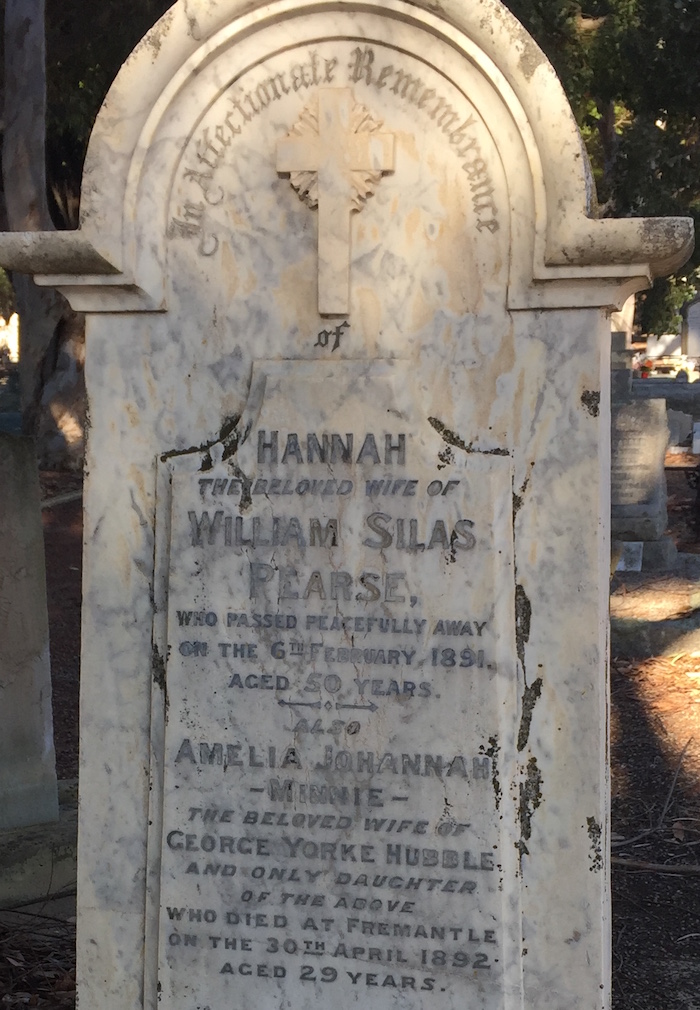 In Affectionate Remembrance
of
HANNAH
THE BELOVED WIFE OF
WILLIAM SILAS
PEARSE,
WHO PASSED PEACEFULLY AWAY
ON THE 6TH FEBRUARY, 1891,
AGED 50 YEARS.
ALSO
AMELIA JOHANNAH
- MINNIE -
THE BELOVED WIFE OF
GEORGE YORKE HUBBLE
AND ONLY DAUGHTER
OF THE ABOVE
WHO DIED AT FREMANTLE
ON THE 30TH APRIL 1892.
AGED 29 YEARS.